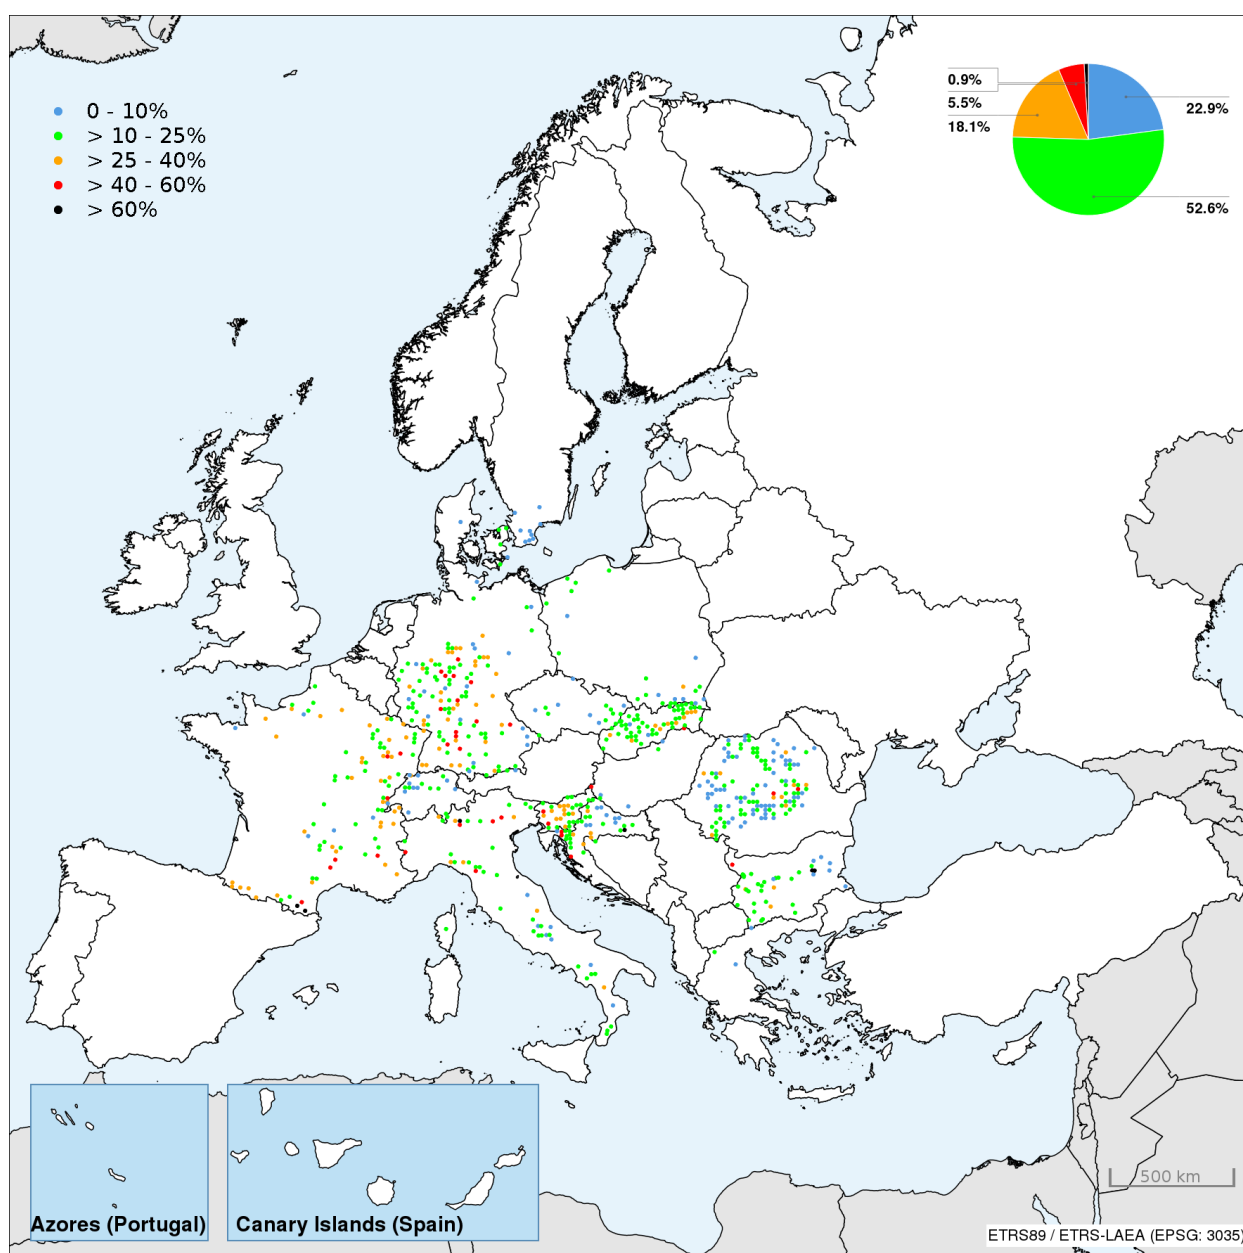 0 - 10%
> 10 - 25%
> 25 - 40%
> 40 - 60%
> 60%
0.9%
5.5%
18.1%
22.9%
52.6%
500 km
Azores (Portugal)
Canary Islands (Spain)
ETRS89 / ETRS-LAEA (EPSG: 3035)